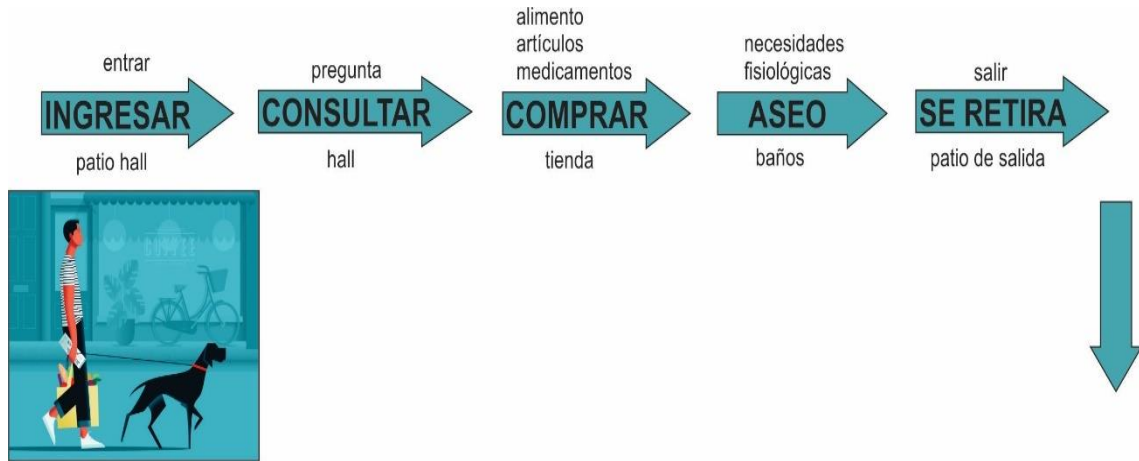 entrar
INGRESAR
patio hall
pregunta
CONSULTAR
hall
alimento
artículos
medicamentos
COMPRAR
tienda
necesidades
fisiológicas
ASEO
baños
salir
SE RETIRA
patio de salida